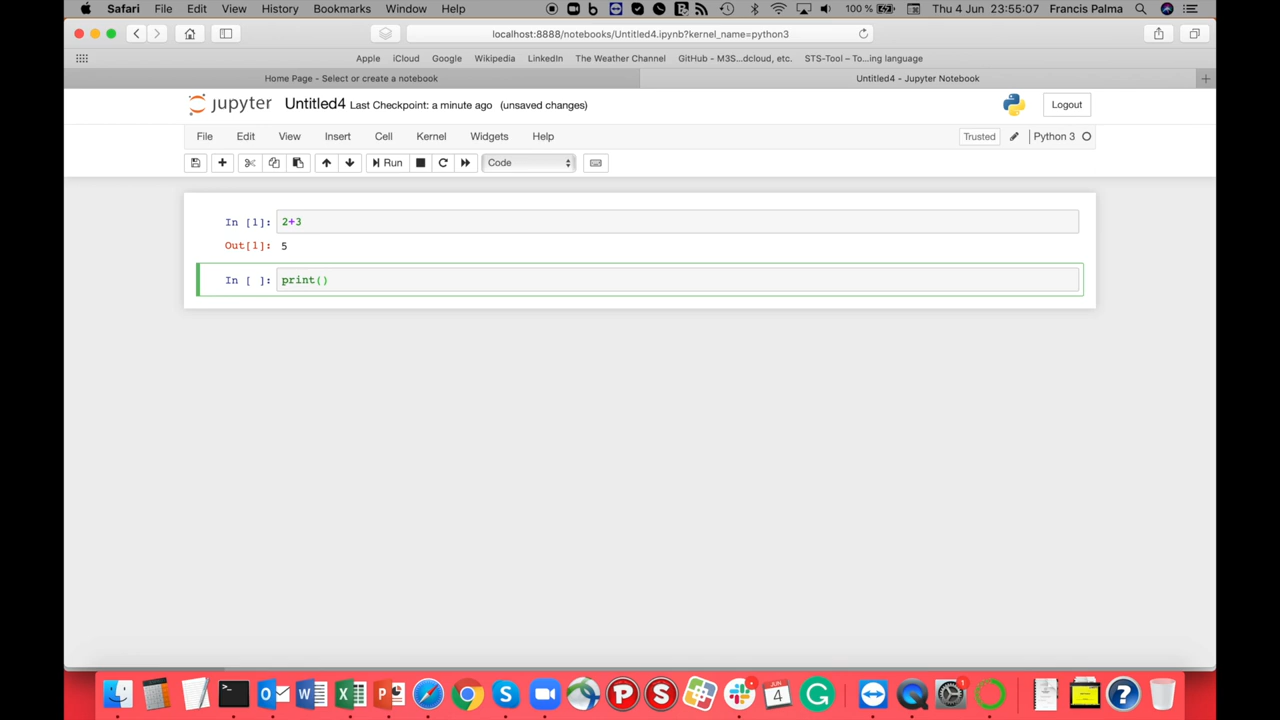 Safari File Edit View History Bookmarks Window Help 100 % Thu 4 Jun 23:55:07 Francis Palma
localhost:8888/notebooks/Untitled4.ipynb?kernel_name=python3
Apple iCloud Google Wikipedia LinkedIn The Weather Channel GitHub - M3S...dcloud, etc. STS-Tool – To...ing language
Home Page - Select or create a notebook Untitled4 - Jupyter Notebook
jupyter Untitled4 Last Checkpoint: a minute ago (unsaved changes) Logout
File Edit View Insert Cell Kernel Widgets Help Trusted Python 3
Run Code
In [1]: 2+3
Out[1]: 5
In [ ]: print()